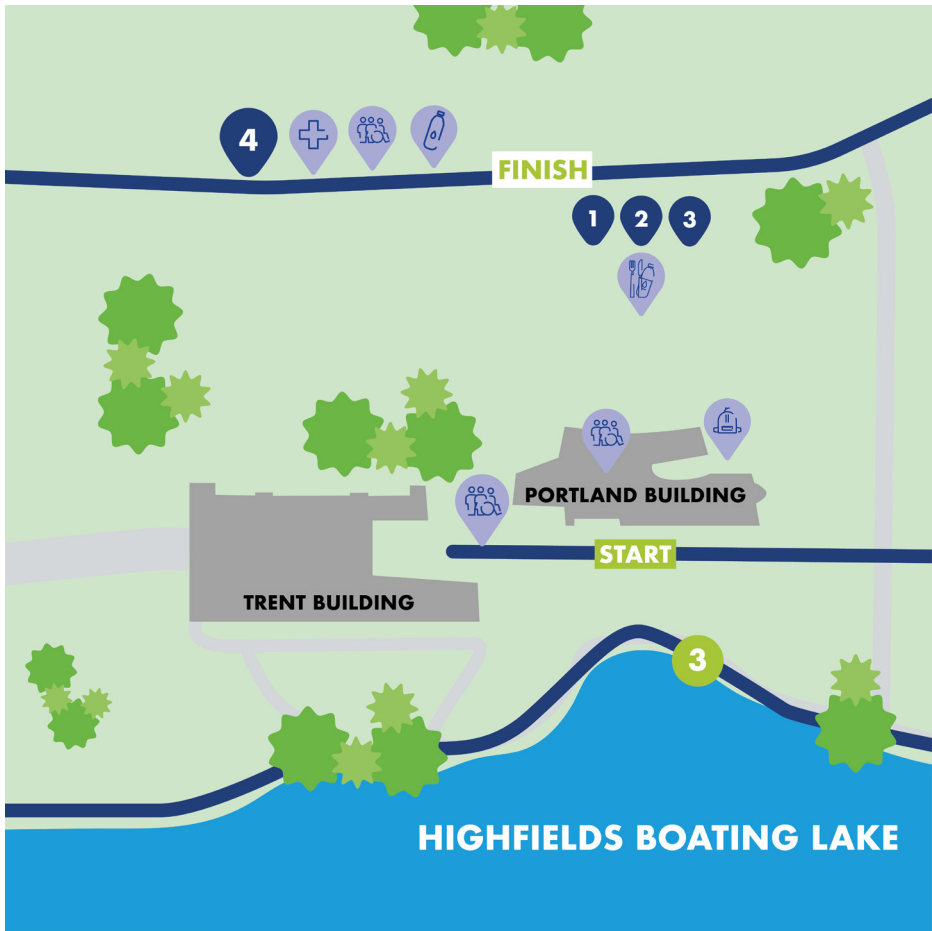 4
FINISH
1 2 3
PORTLAND BUILDING
START
TRENT BUILDING
3
HIGHFIELDS BOATING LAKE